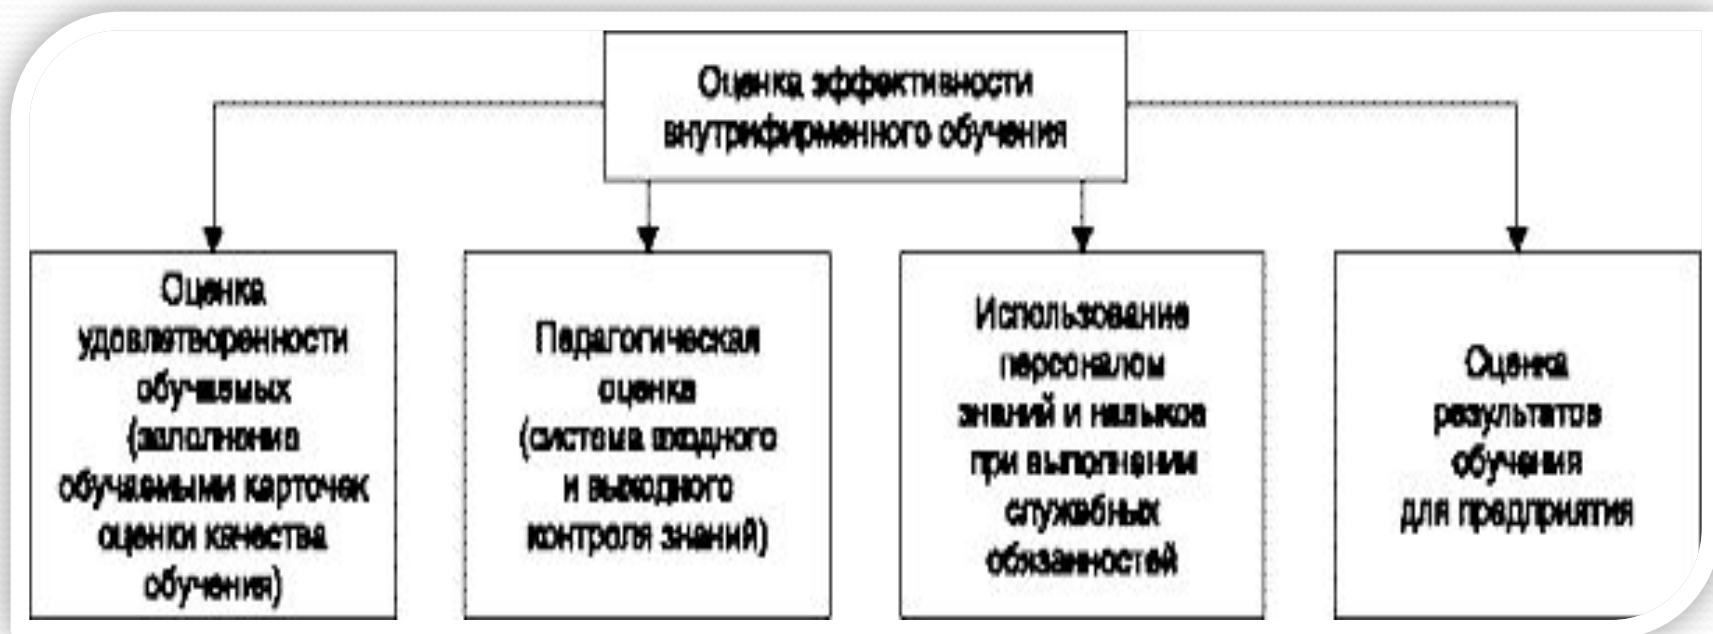 Оценка эффективности
внутрифирменного обучения
Оценка
удовлетворенности
обучаемых
(заполнение
обучаемыми карточек
оценки качества
обучения)
Педагогическая
оценка
(система входного
и выходного
контроля знаний)
Использование
персоналом
знаний и навыков
при выполнении
служебных
обязанностей
Оценка
результатов
обучения
для предприятия